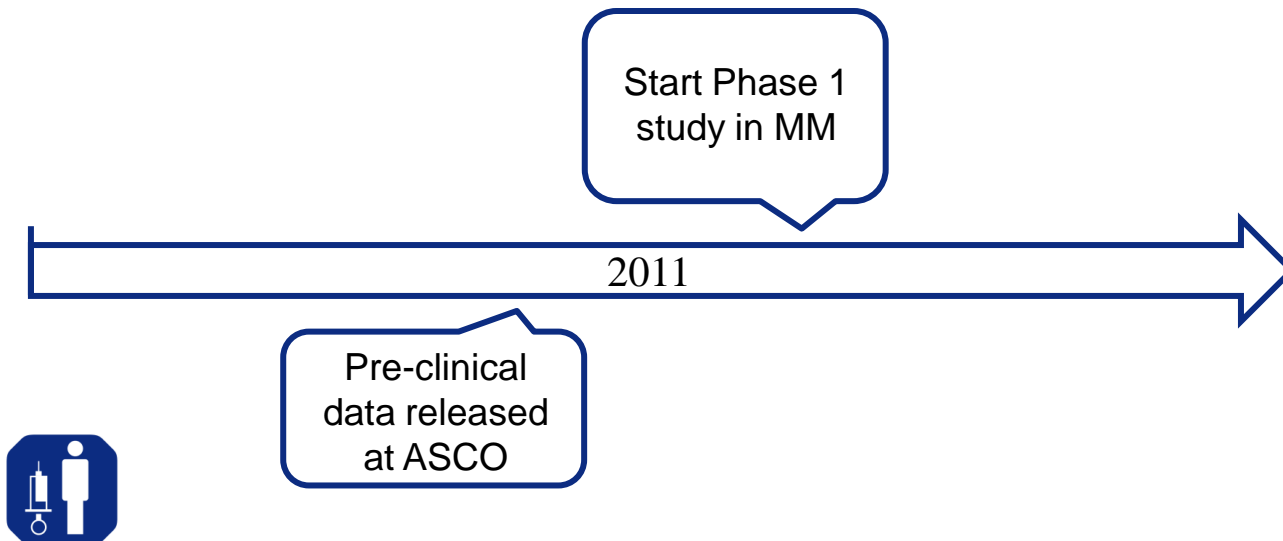 Start Phase 1
study in MM
2011
Pre-clinical
data released
at ASCO